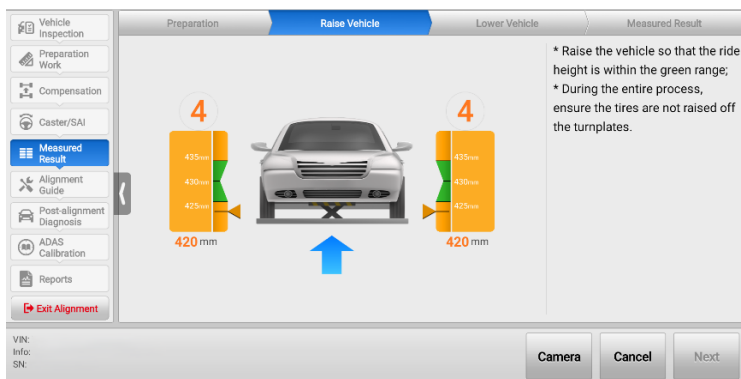 Vehicle
Inspection
Preparation
Work
Compensation
Caster/SAI
Measured
Result
Alignment
Guide
Post-alignment
Diagnosis
ADAS
Calibration
Reports
Exit Alignment
Preparation
Raise Vehicle
Lower Vehicle
Measured Result
4
435mm
430mm
425mm
420 mm
4
435mm
430mm
425mm
420 mm
* Raise the vehicle so that the ride
height is within the green range;
* During the entire process,
ensure the tires are not raised off
the turnplates.
VIN:
Info:
SN:
Camera
Cancel
Next